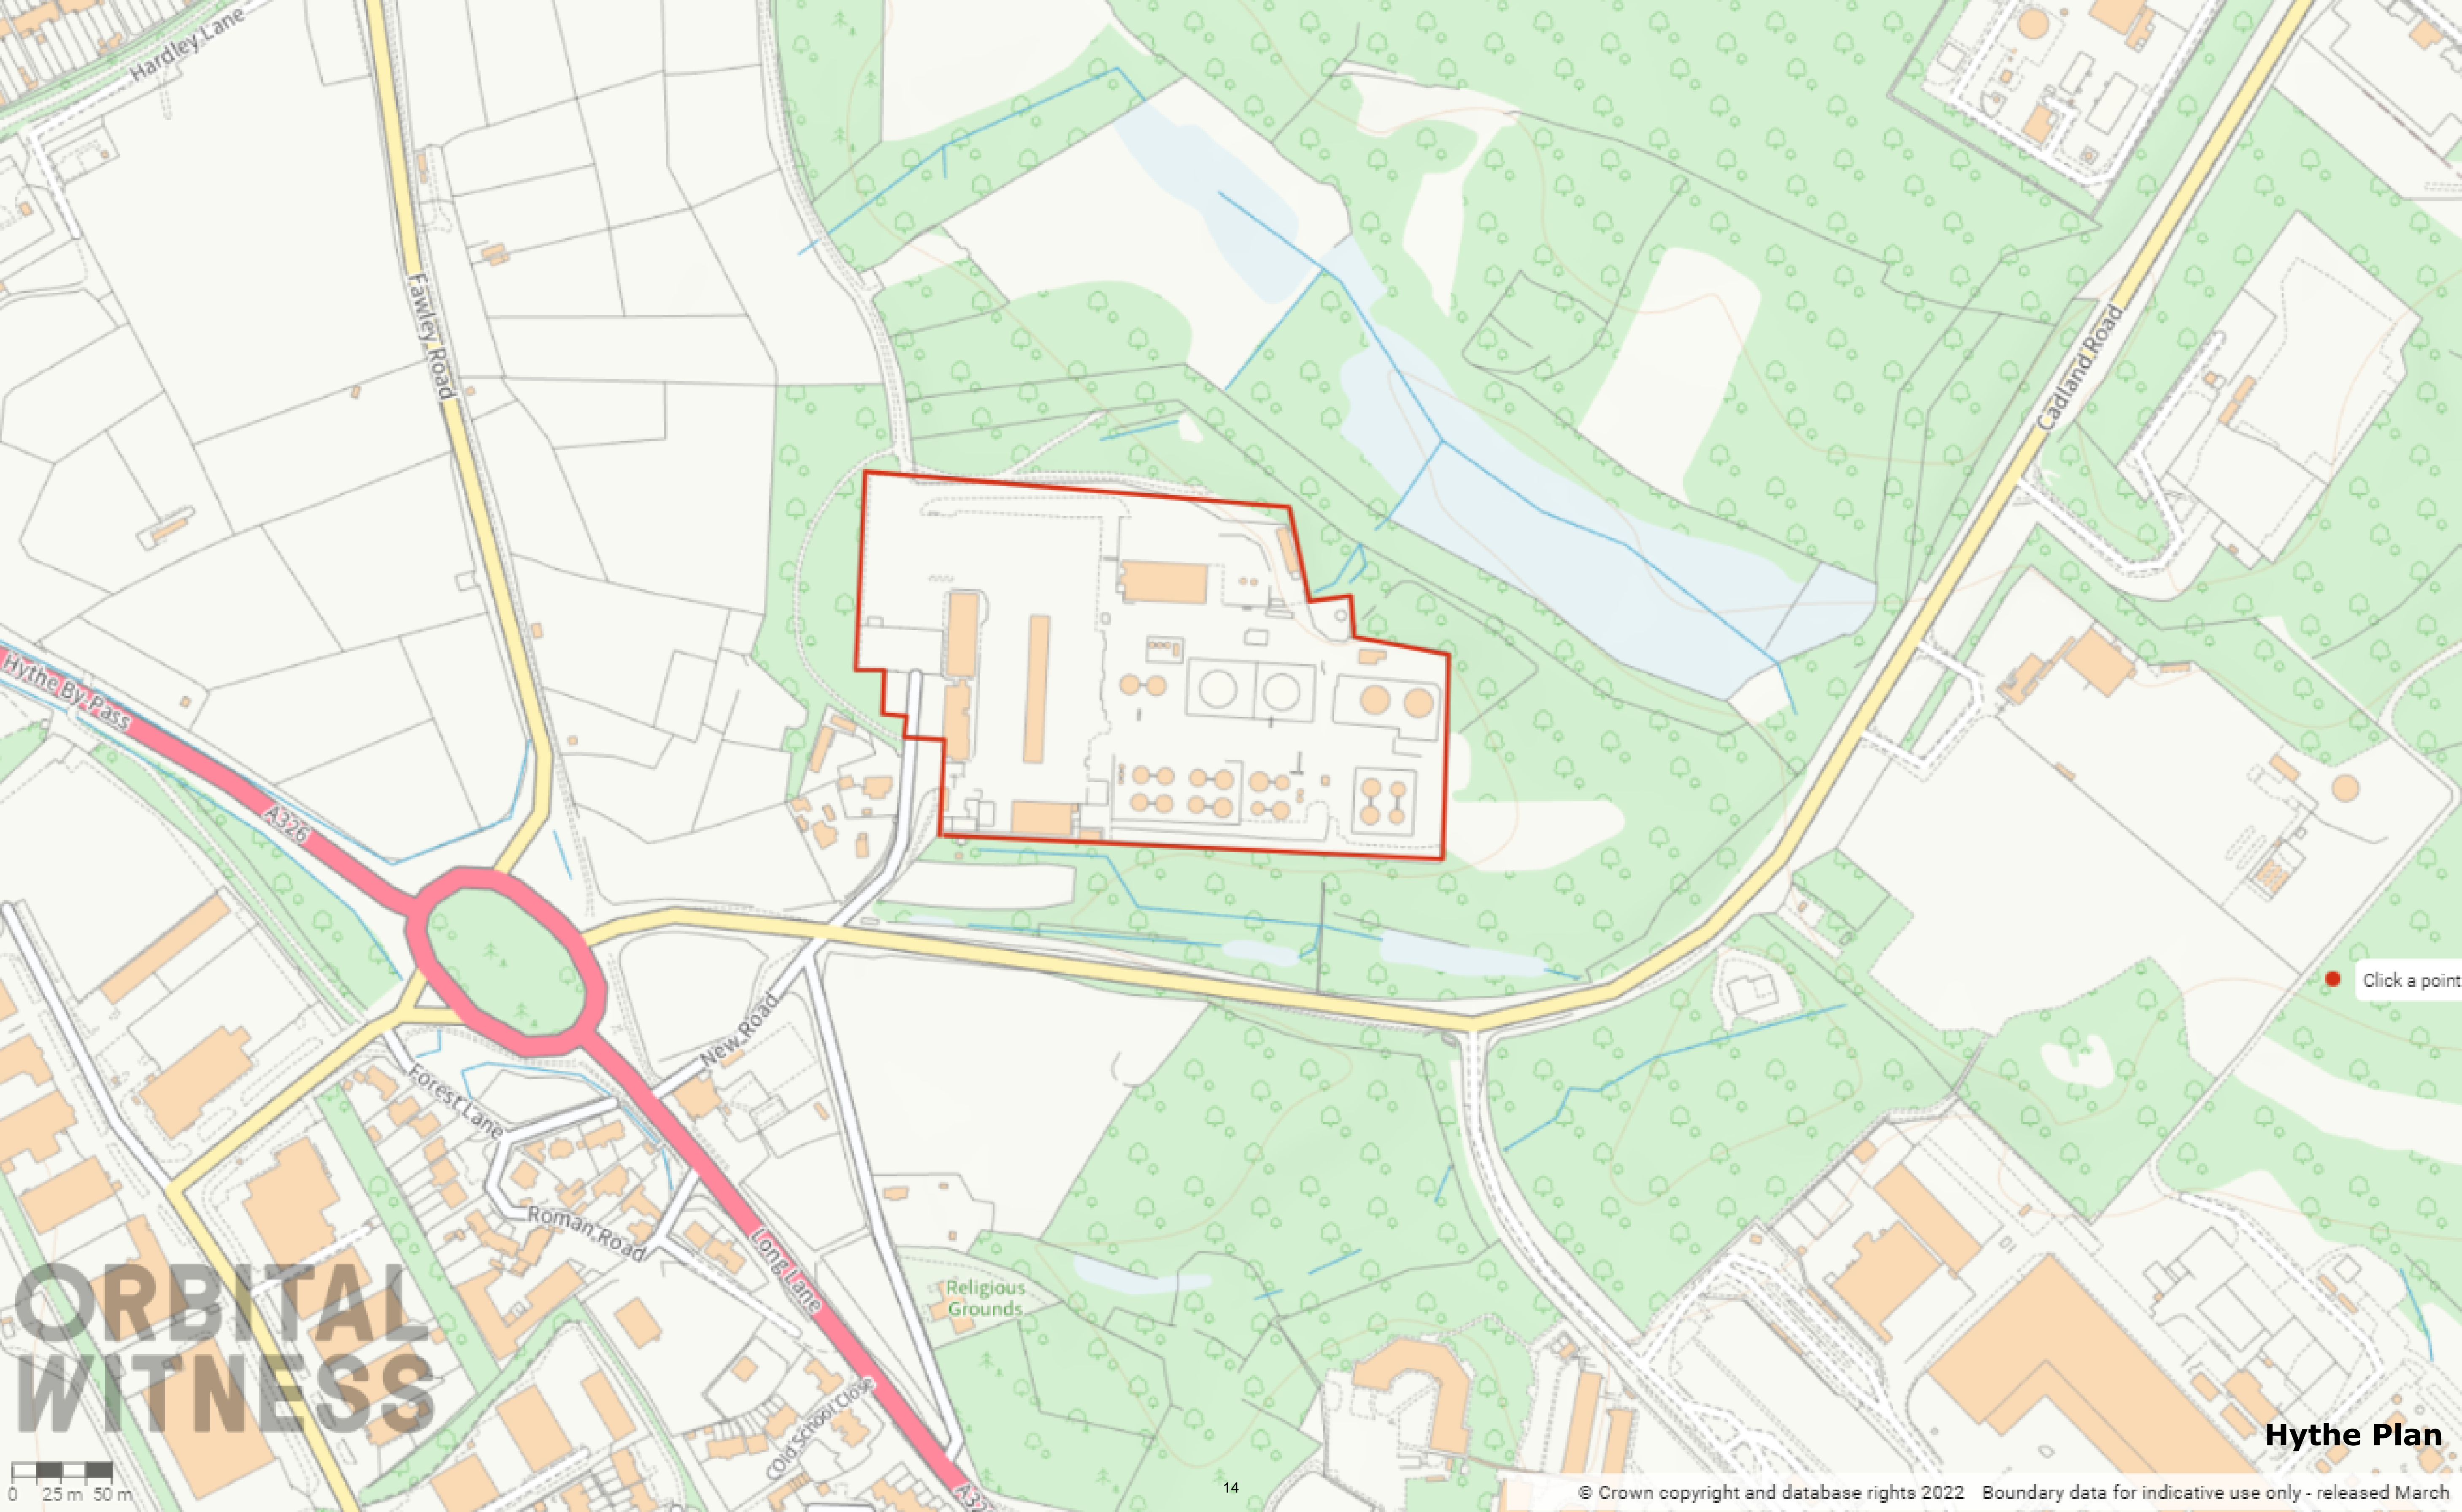 Hardley Lane
Fawley Road
Cadland Road
Hythe By-Pass
A326
Click a point
New Road
Forest Lane
Roman Road
Long Lane
Religious
Grounds
Old School Close
ORBITAL
WITNESS
Hythe Plan
0 25 m 50 m
14
© Crown copyright and database rights 2022 Boundary data for indicative use only - released March